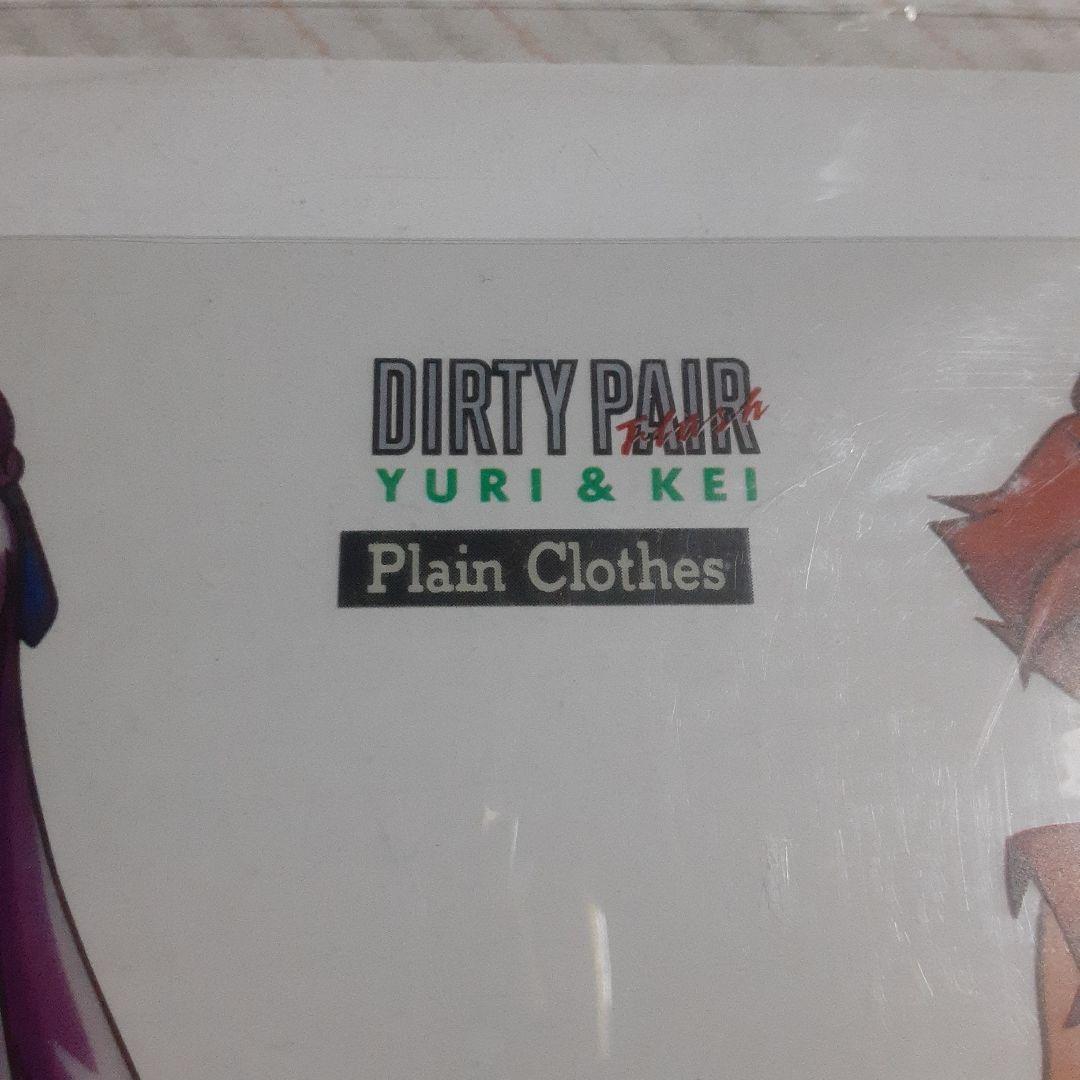 DIRTY PAIR
Flash
YURI & KEI
Plain Clothes